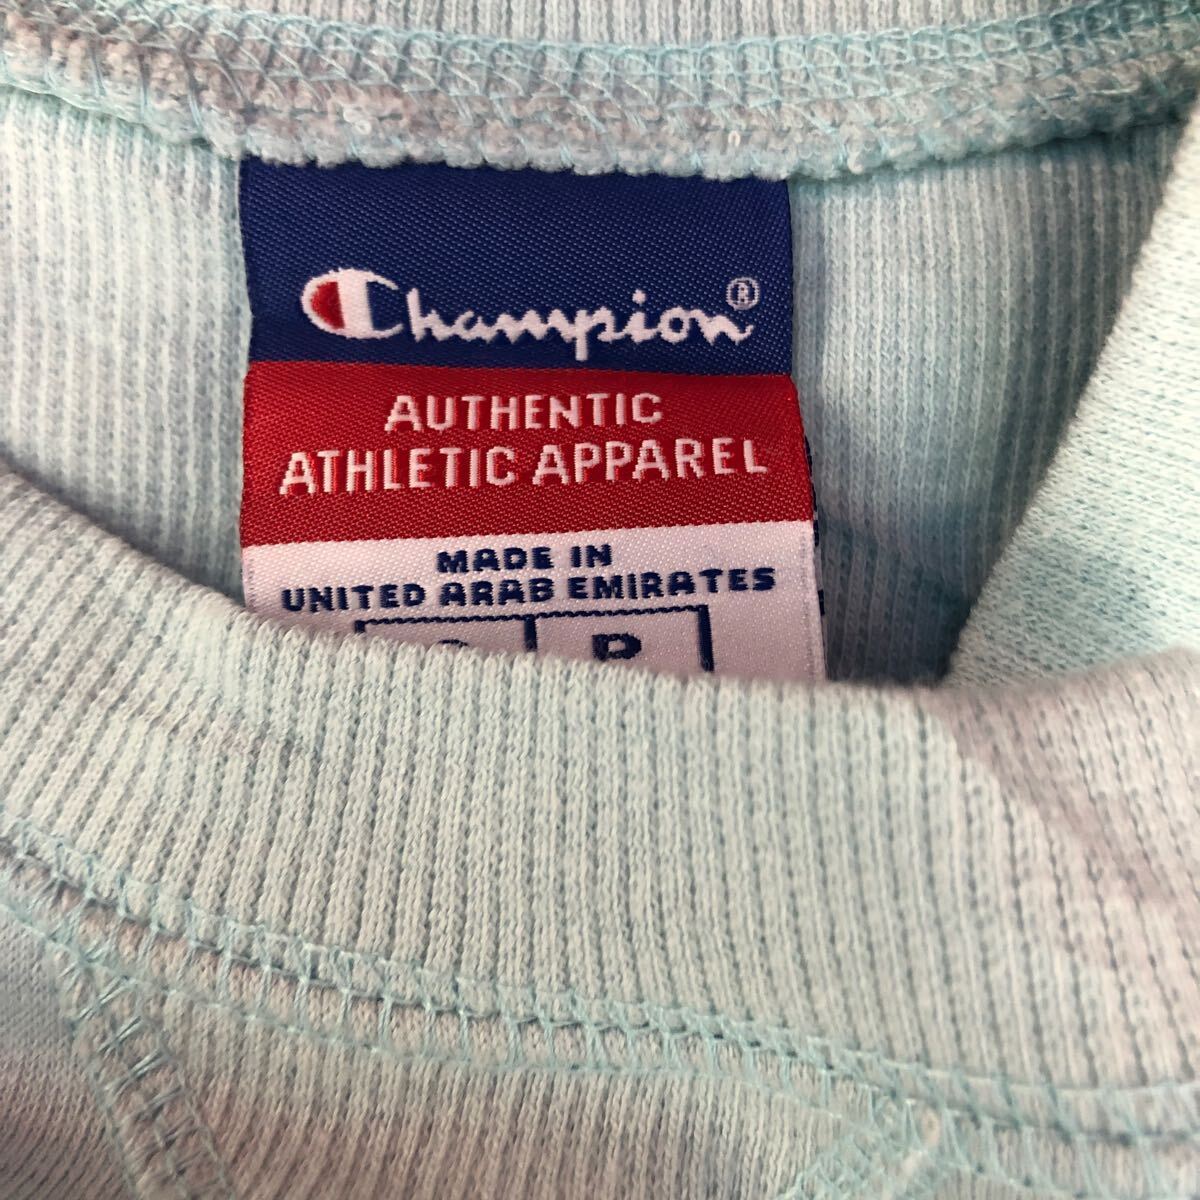 Champion®
AUTHENTIC
ATHLETIC APPAREL
MADE IN
UNITED ARAB EMIRATES